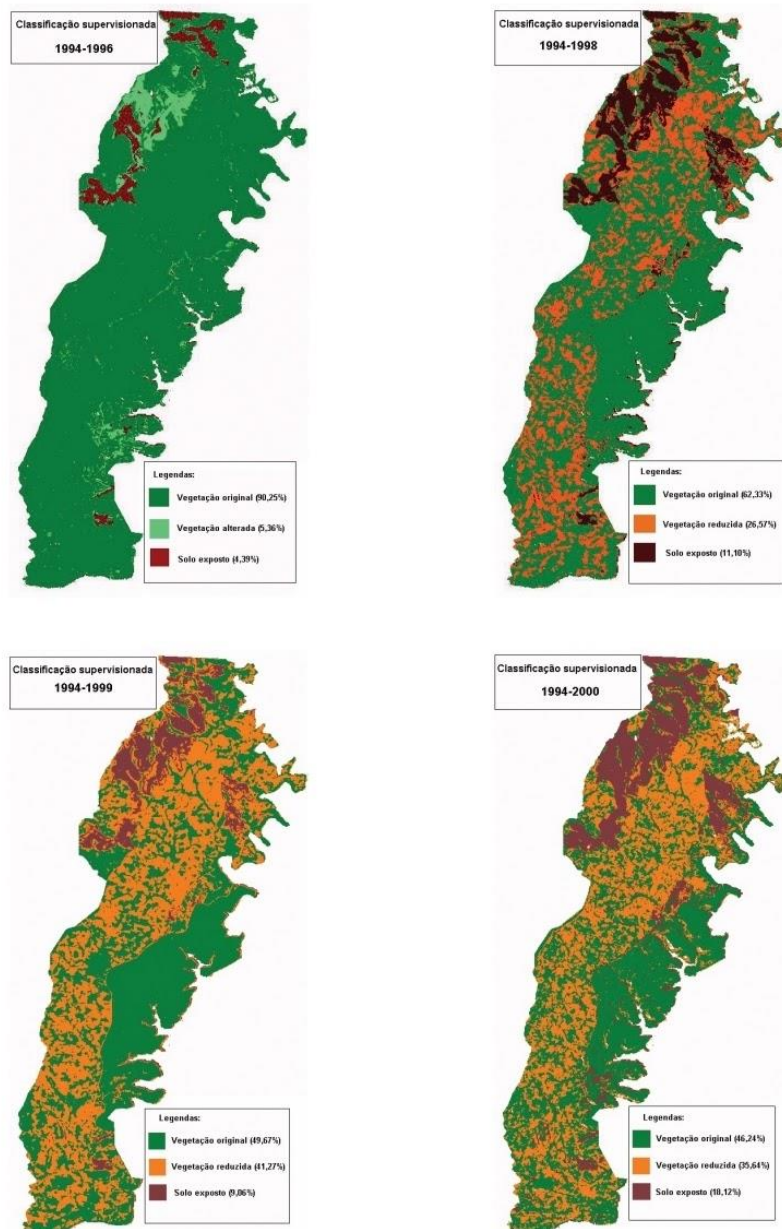 Classificação supervisionada
1994-1996
Legendas:
Vegetação original (90,25%)
Vegetação alterada (5,36%)
Solo exposto (4,39%)
Classificação supervisionada
1994-1998
Legendas:
Vegetação original (62,33%)
Vegetação reduzida (26,57%)
Solo exposto (11,10%)
Classificação supervisionada
1994-1999
Legendas:
Vegetação original (49,67%)
Vegetação reduzida (41,27%)
Solo exposto (9,06%)
Classificação supervisionada
1994-2000
Legendas:
Vegetação original (46,24%)
Vegetação reduzida (35,64%)
Solo exposto (18,12%)